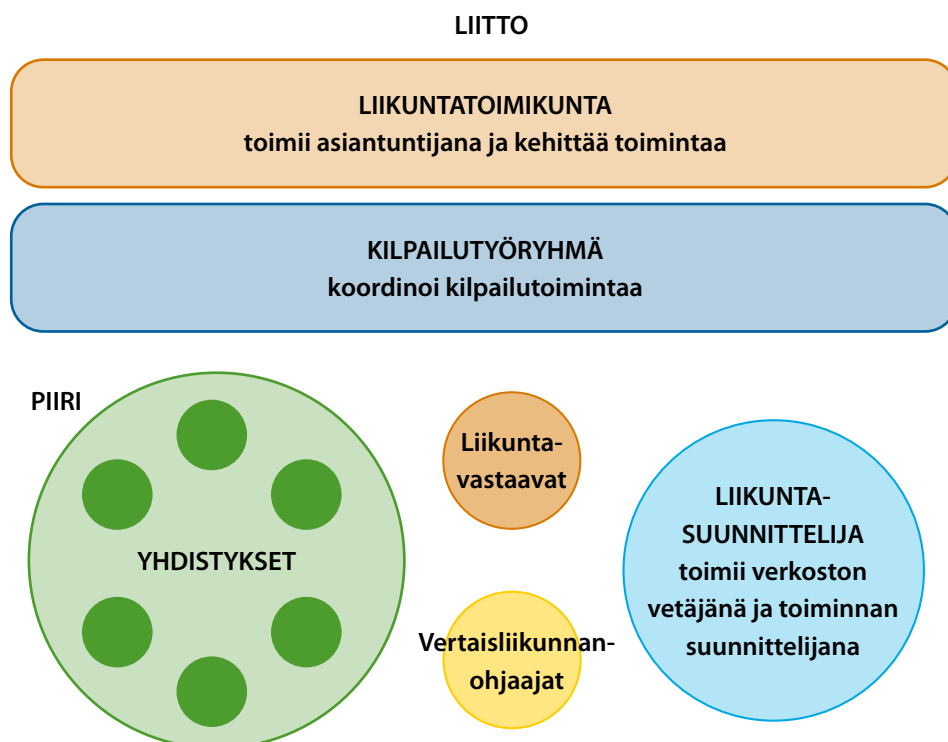 LIITTO
LIIKUNTATOIMIKUNTA
toimii asiantuntijana ja kehittää toimintaa
KILPAILUTYÖRYHMÄ
koordinoi kilpailutoimintaa
PIIRI
YHDISTYKSET
Liikunta-
vastaavat
Vertaisliikunnan-
ohjaajat
LIIKUNTA-
SUUNNITTELIJA
toimii verkoston
vetäjänä ja toiminnan
suunnittelijana